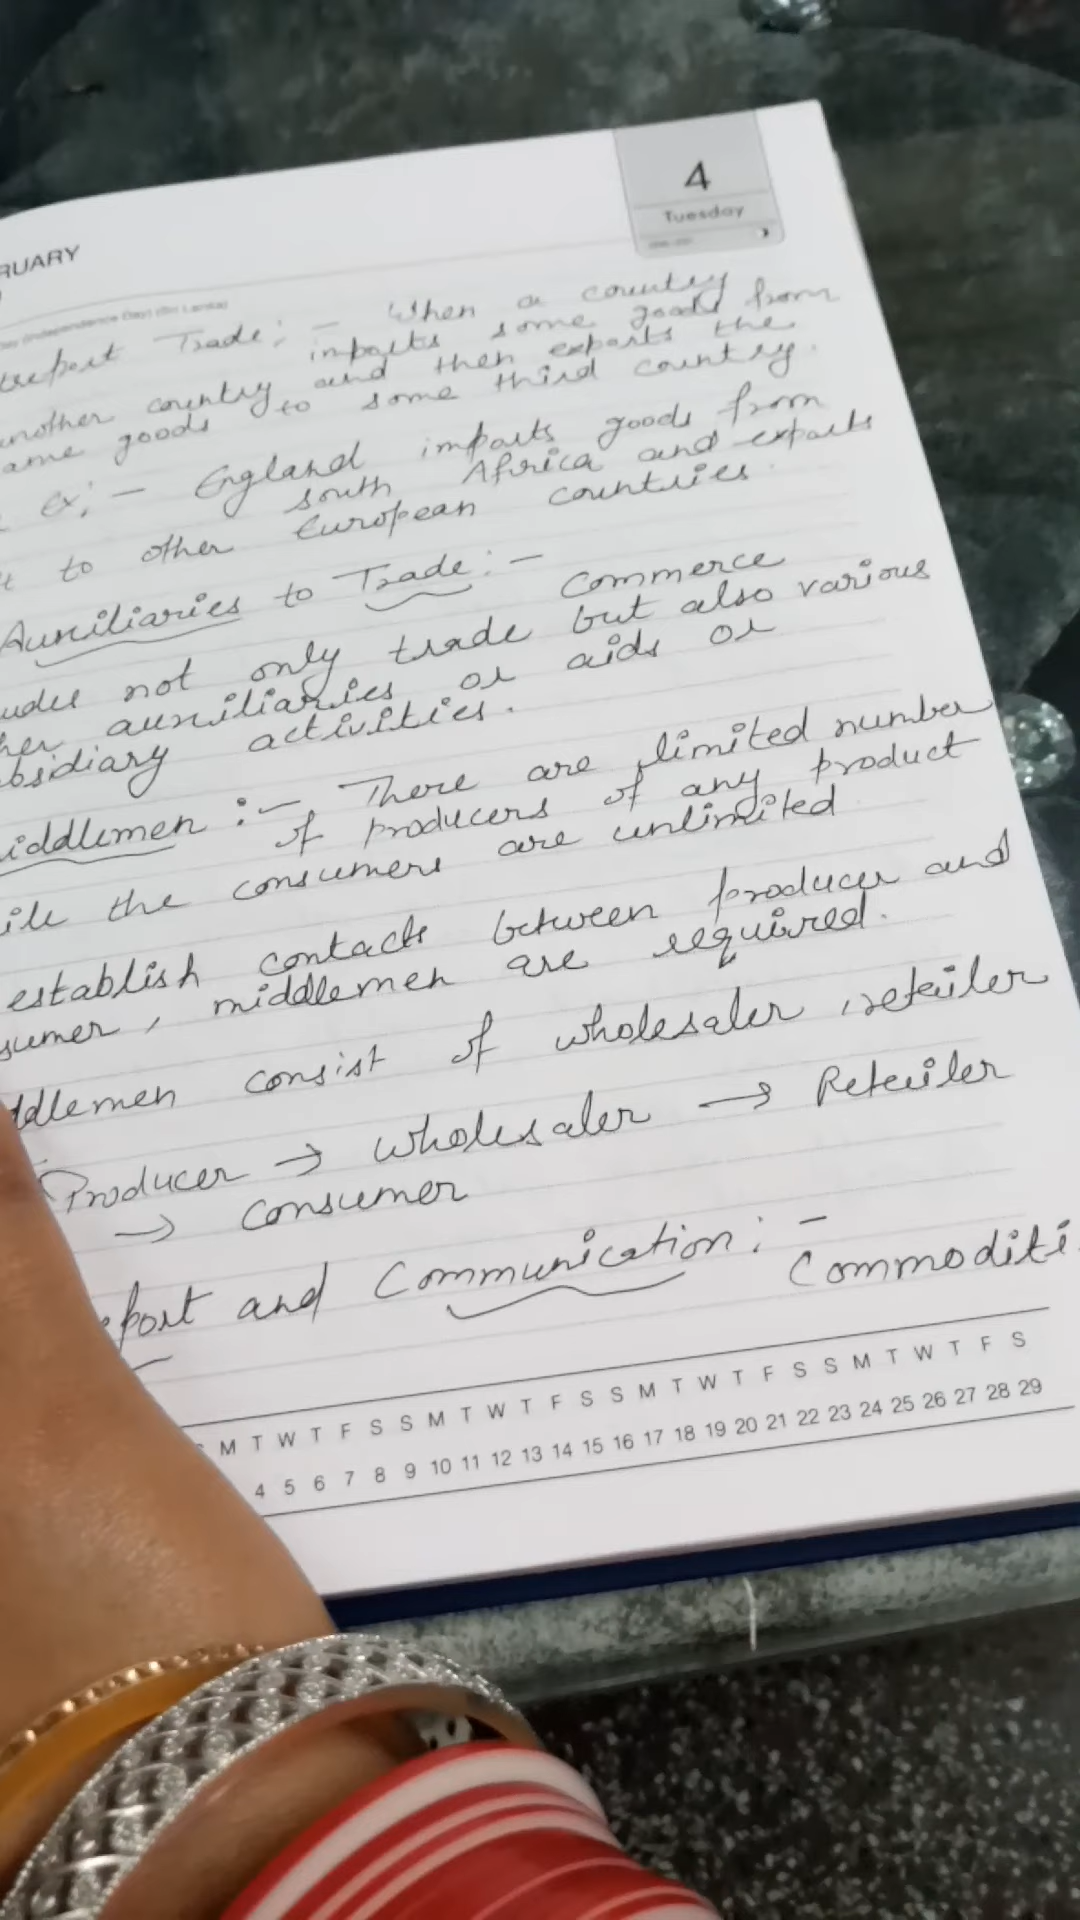 RUARY
4
Tuesday
Trade :- When a country
imports some goods from
another country and then exports the
ame goods to some third country.
Ex:- England imports goods from
south Africa and exports
to other European countries.
Auxiliaries to Trade:-
Commerce
udes not only trade but also various
her auxiliaries or aids or
bsidiary activities.
iddlemen :- There are limited number
of producers of any product
ile the consumers are unlimited
establish contacts between producer and
sumer, middlemen are required.
ddlemen consist of wholesaler, retailer
Producer → wholesaler → Retailer
→ Consumer
port and Communication:-
Commoditi
M T W T F S S M T W T F S S M T W T F S S M T W T F S
4 5 6 7 8 9 10 11 12 13 14 15 16 17 18 19 20 21 22 23 24 25 26 27 28 29